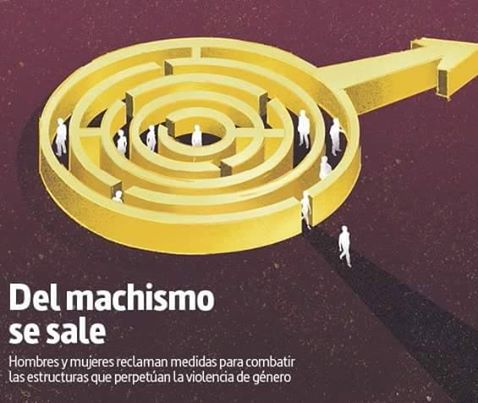 Del machismo
se sale
Hombres y mujeres reclaman medidas para combatir
las estructuras que perpetúan la violencia de género